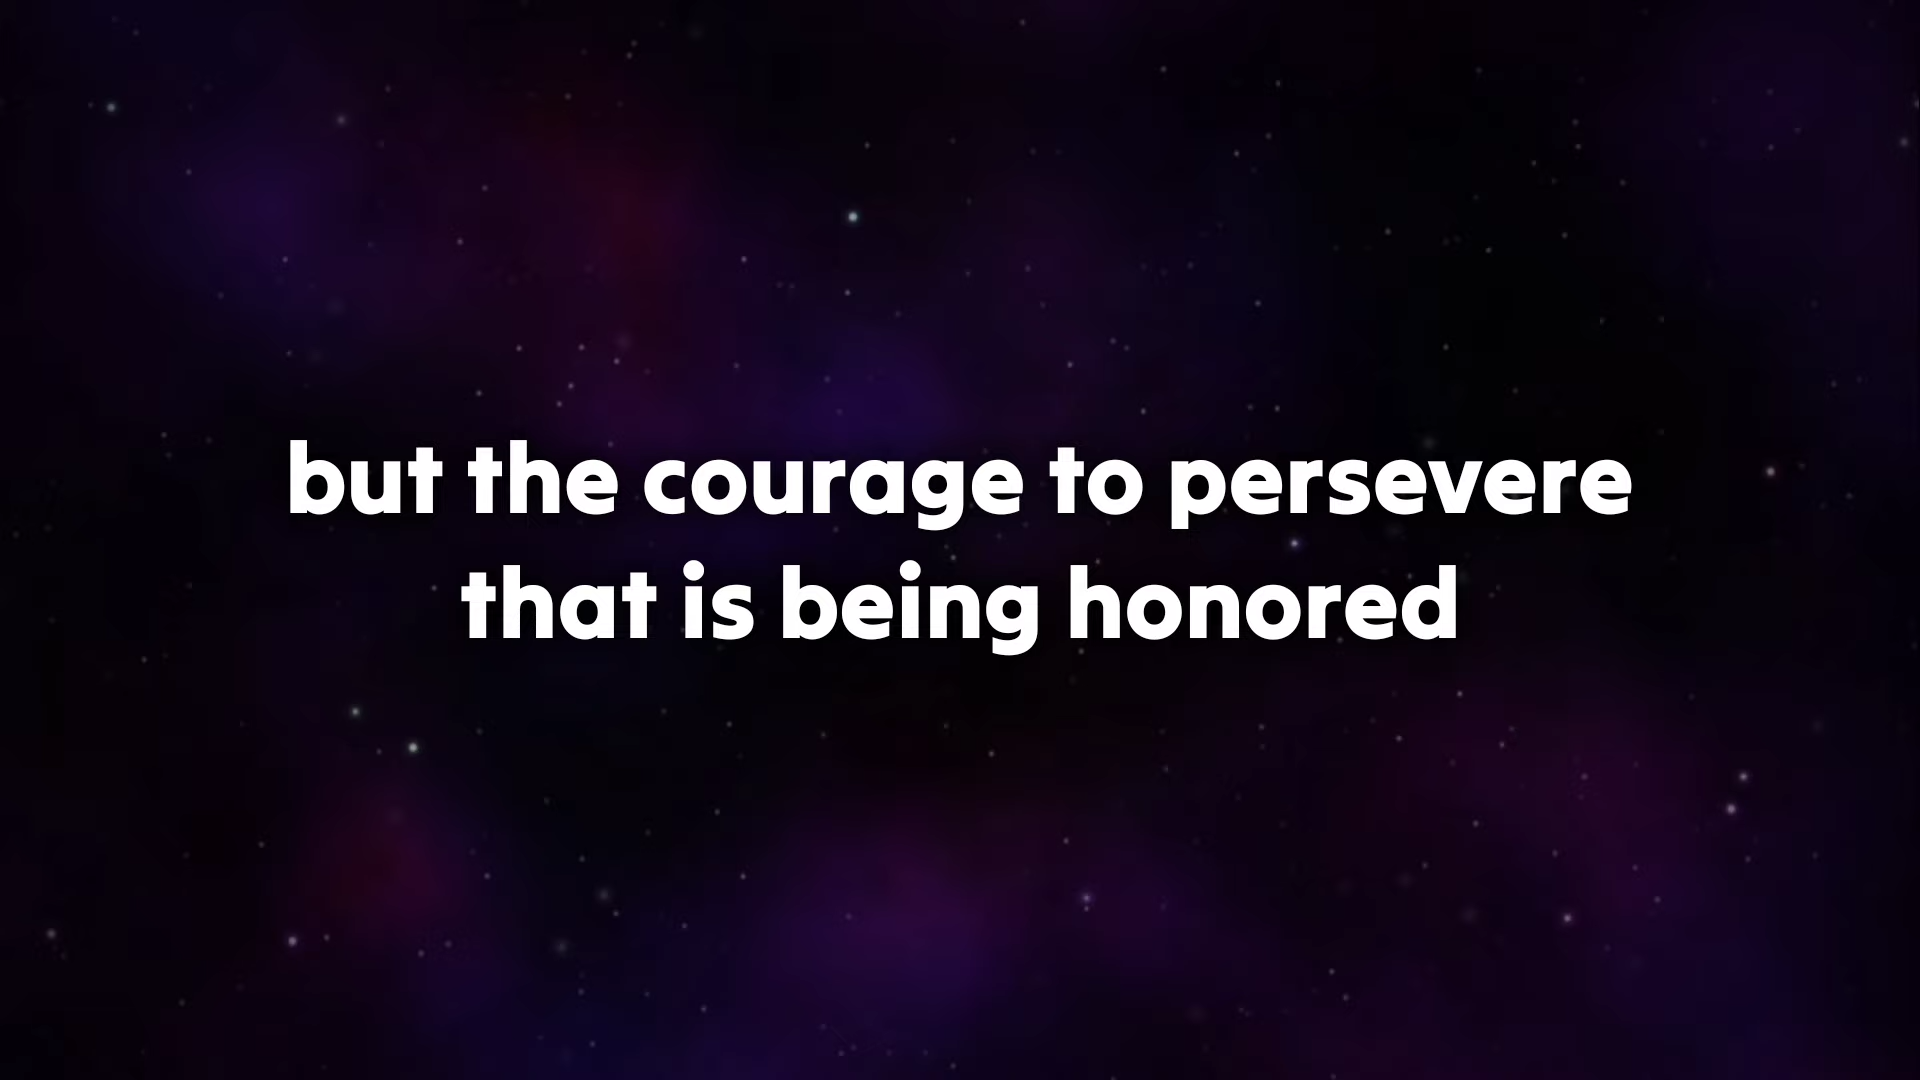 but the courage to persevere
that is being honored